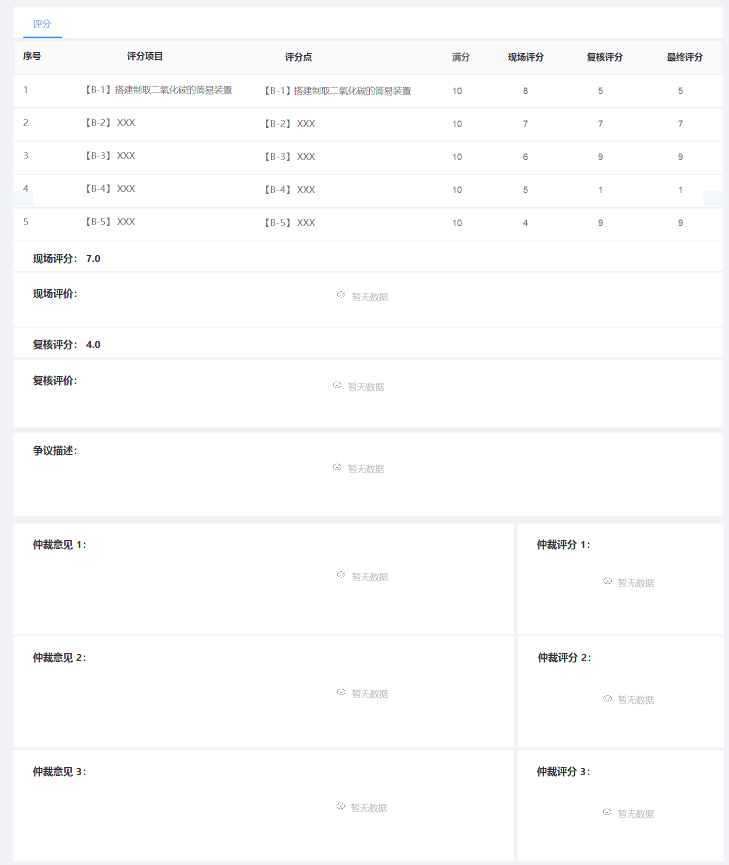 评分
序号 评分项目 评分点 满分 现场评分 复核评分 最终评分
1 【B-1】搭建制取二氧化碳的简易装置 【B-1】搭建制取二氧化碳的简易装置 10 8 5 5
2 【B-2】 XXX 【B-2】 XXX 10 7 7 7
3 【B-3】 XXX 【B-3】 XXX 10 6 9 9
4 【B-4】 XXX 【B-4】 XXX 10 5 1 1
5 【B-5】 XXX 【B-5】 XXX 10 4 9 9
现场评分： 7.0
现场评价：
暂无数据
复核评分： 4.0
复核评价：
暂无数据
争议描述：
暂无数据
仲裁意见 1： 仲裁评分 1：
暂无数据 暂无数据
仲裁意见 2： 仲裁评分 2：
暂无数据 暂无数据
仲裁意见 3： 仲裁评分 3：
暂无数据 暂无数据